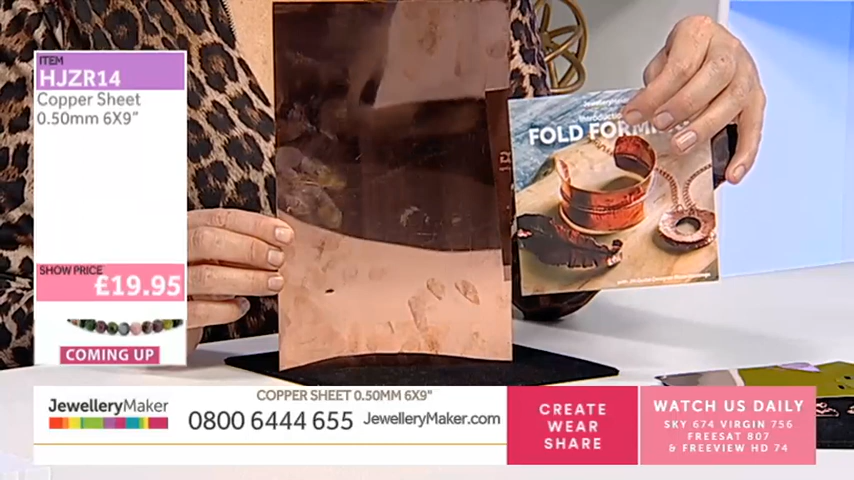 ITEM
HJZR14
Copper Sheet
0.50mm 6X9"
SHOW PRICE
£19.95
COMING UP
JewelleryMaker
FOLD FORMING
COPPER SHEET 0.50MM 6X9"
JewelleryMaker
0800 6444 655
JewelleryMaker.com
CREATE
WEAR
SHARE
WATCH US DAILY
SKY 674 VIRGIN 756
FREESAT 807
& FREEVIEW HD 74